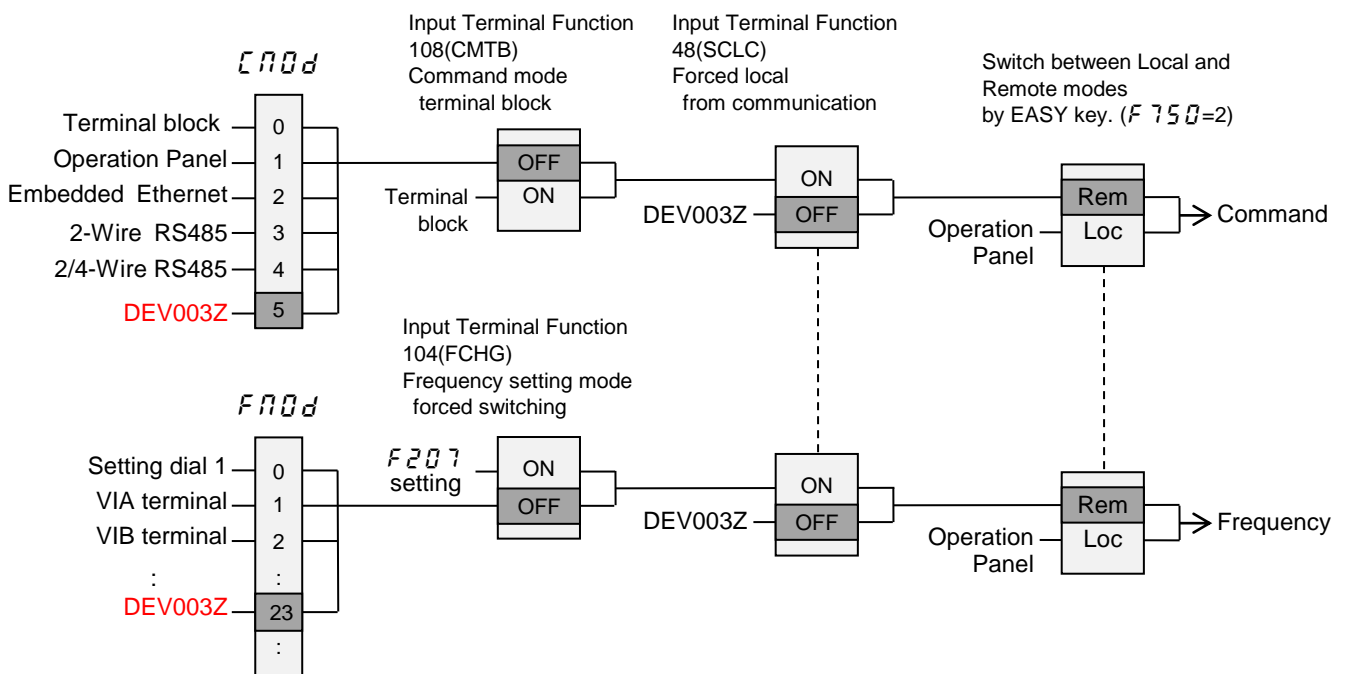 Input Terminal Function
108(CMTB)
Command mode
terminal block
Input Terminal Function
48(SCLC)
Forced local
from communication
Switch between Local and
Remote modes
by EASY key. (F750=2)
CMOd
Terminal block
0
Operation Panel
1
Embedded Ethernet
2
2-Wire RS485
3
2/4-Wire RS485
4
DEV003Z
5
OFF
ON
Terminal
block
ON
OFF
DEV003Z
Rem
Loc
Operation
Panel
Command
Input Terminal Function
104(FCHG)
Frequency setting mode
forced switching
FMOd
Setting dial 1
0
VIA terminal
1
VIB terminal
2
:
:
DEV003Z
23
:
F207
setting
ON
OFF
ON
OFF
DEV003Z
Rem
Loc
Operation
Panel
Frequency